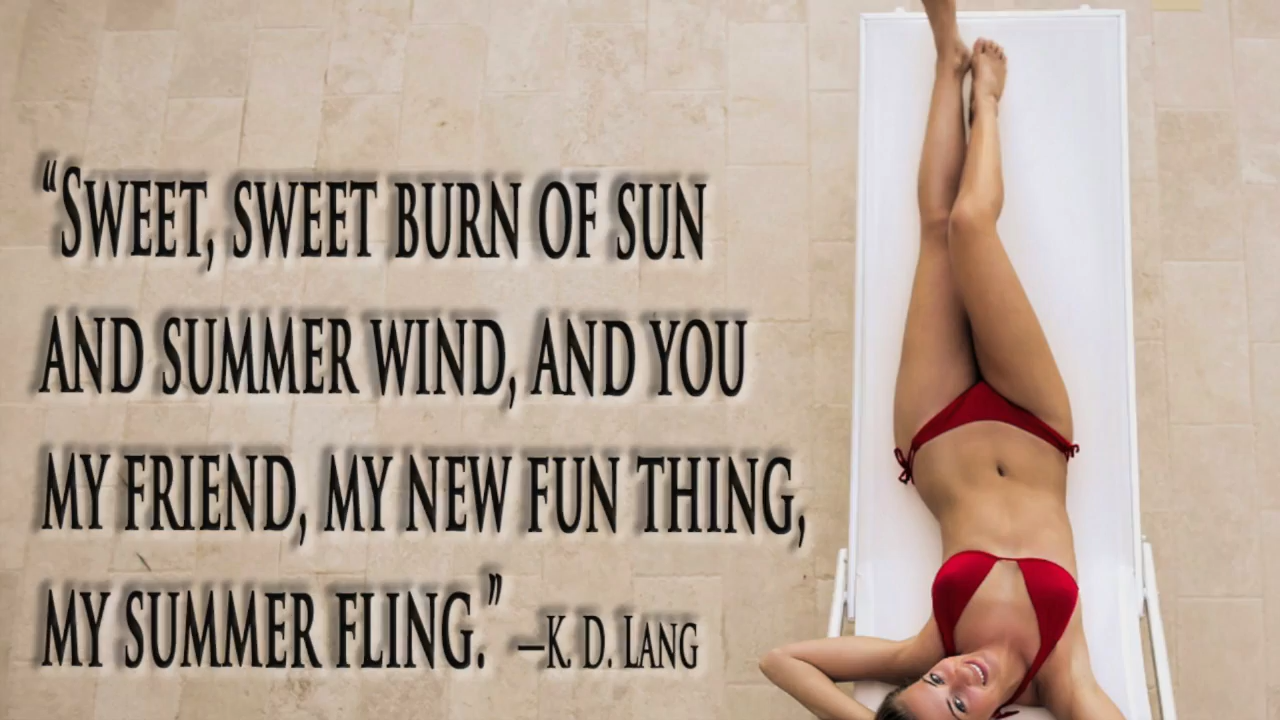 “Sweet, sweet burn of sun
and summer wind, and you
my friend, my new fun thing,
my summer fling.” –K. D. Lang